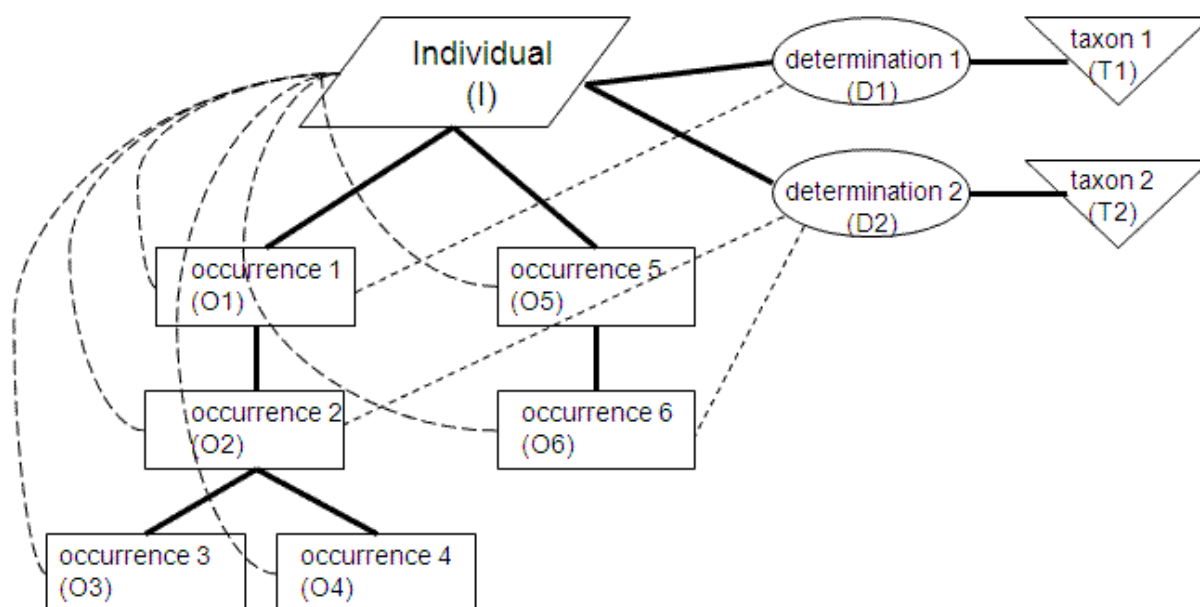 Individual
(I)
determination 1
(D1)
taxon 1
(T1)
determination 2
(D2)
taxon 2
(T2)
occurrence 1
(O1)
occurrence 5
(O5)
occurrence 2
(O2)
occurrence 6
(O6)
occurrence 3
(O3)
occurrence 4
(O4)